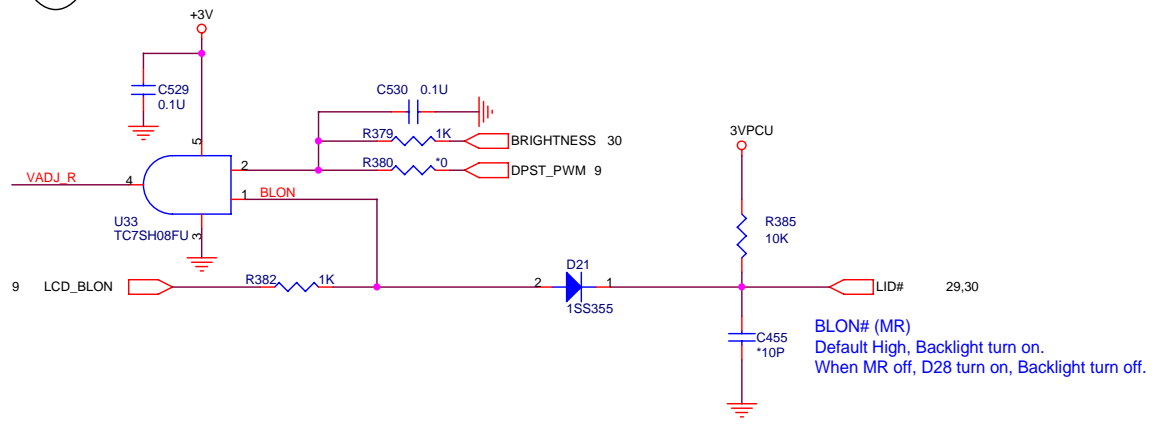 +3V
C529
0.1U
C530 0.1U
R379 1K
BRIGHTNESS 30
3VPCU
5
2
R380 *0
DPST_PWM 9
VADJ_R
4
1
BLON
U33
TC7SH08FU
3
R385
10K
D21
9 LCD_BLON
R382 1K
2
1
LID# 29,30
1SS355
C455
*10P
BLON# (MR)
Default High, Backlight turn on.
When MR off, D28 turn on, Backlight turn off.